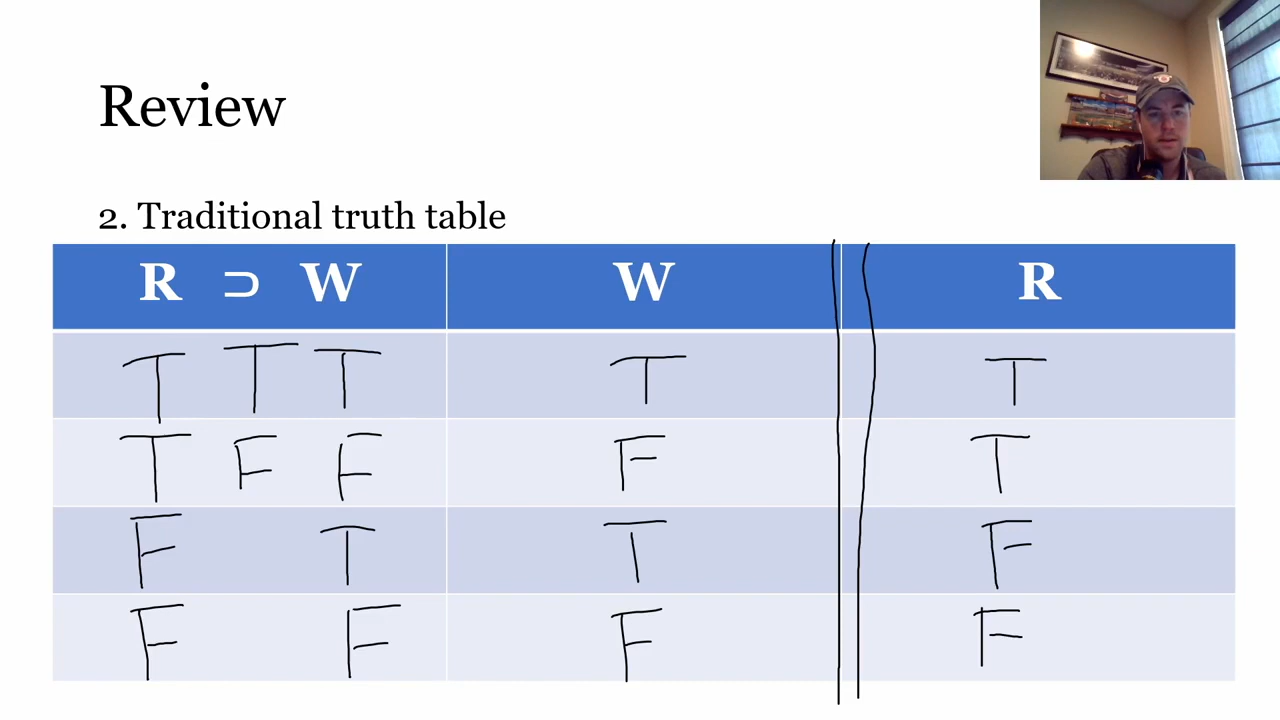 Review
2. Traditional truth table
R ⊃ W W R
T T T T T
T F F F T
F T T F
F F F F